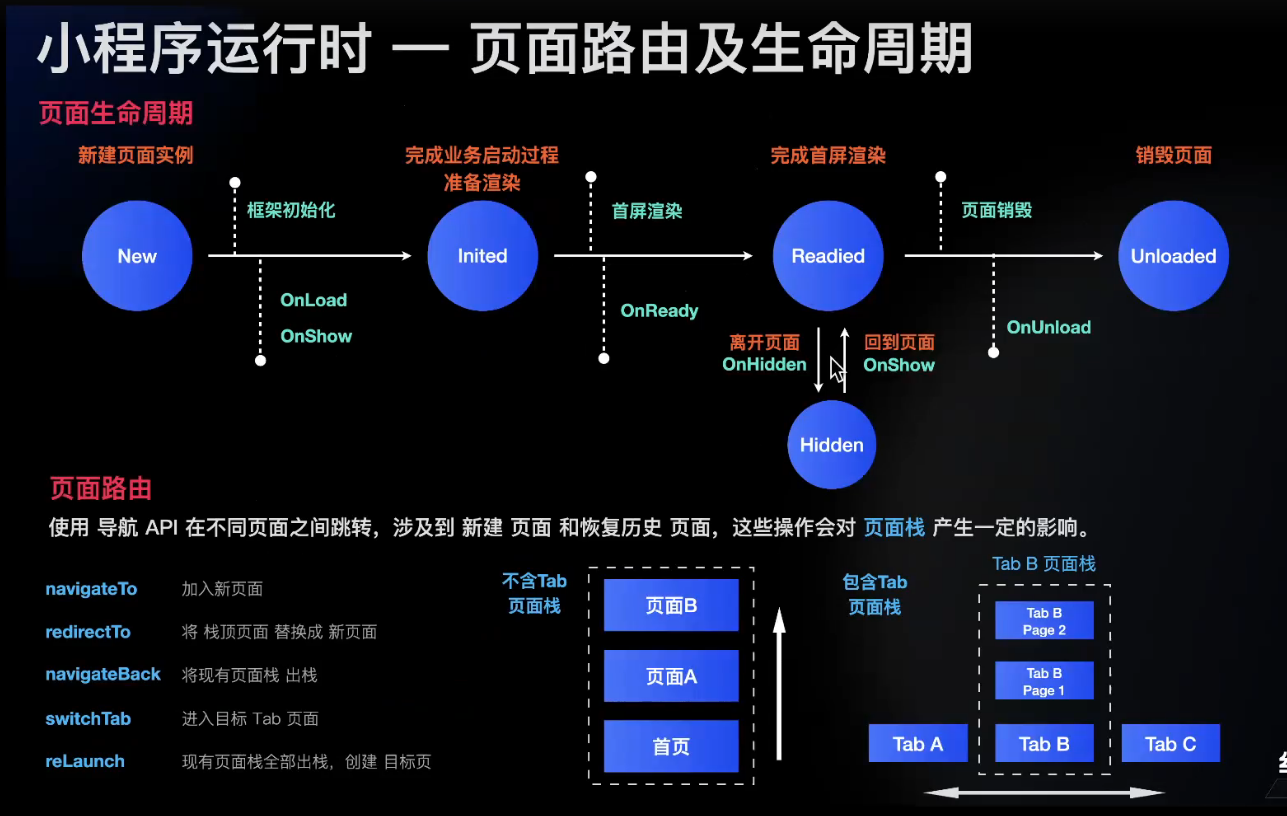 小程序运行时 — 页面路由及生命周期
页面生命周期
新建页面实例
完成业务启动过程
准备渲染
完成首屏渲染
销毁页面
框架初始化
首屏渲染
页面销毁
New
Inited
Readied
Unloaded
OnLoad
OnShow
OnReady
OnUnload
离开页面
OnHidden
回到页面
OnShow
Hidden
页面路由
使用 导航 API 在不同页面之间跳转，涉及到 新建 页面 和恢复历史 页面，这些操作会对 页面栈 产生一定的影响。
navigateTo 加入新页面
redirectTo 将 栈顶页面 替换成 新页面
navigateBack 将现有页面栈 出栈
switchTab 进入目标 Tab 页面
reLaunch 现有页面栈全部出栈，创建 目标页
不含Tab
页面栈
页面B
页面A
首页
包含Tab
页面栈
Tab B 页面栈
Tab B
Page 2
Tab B
Page 1
Tab A
Tab B
Tab C